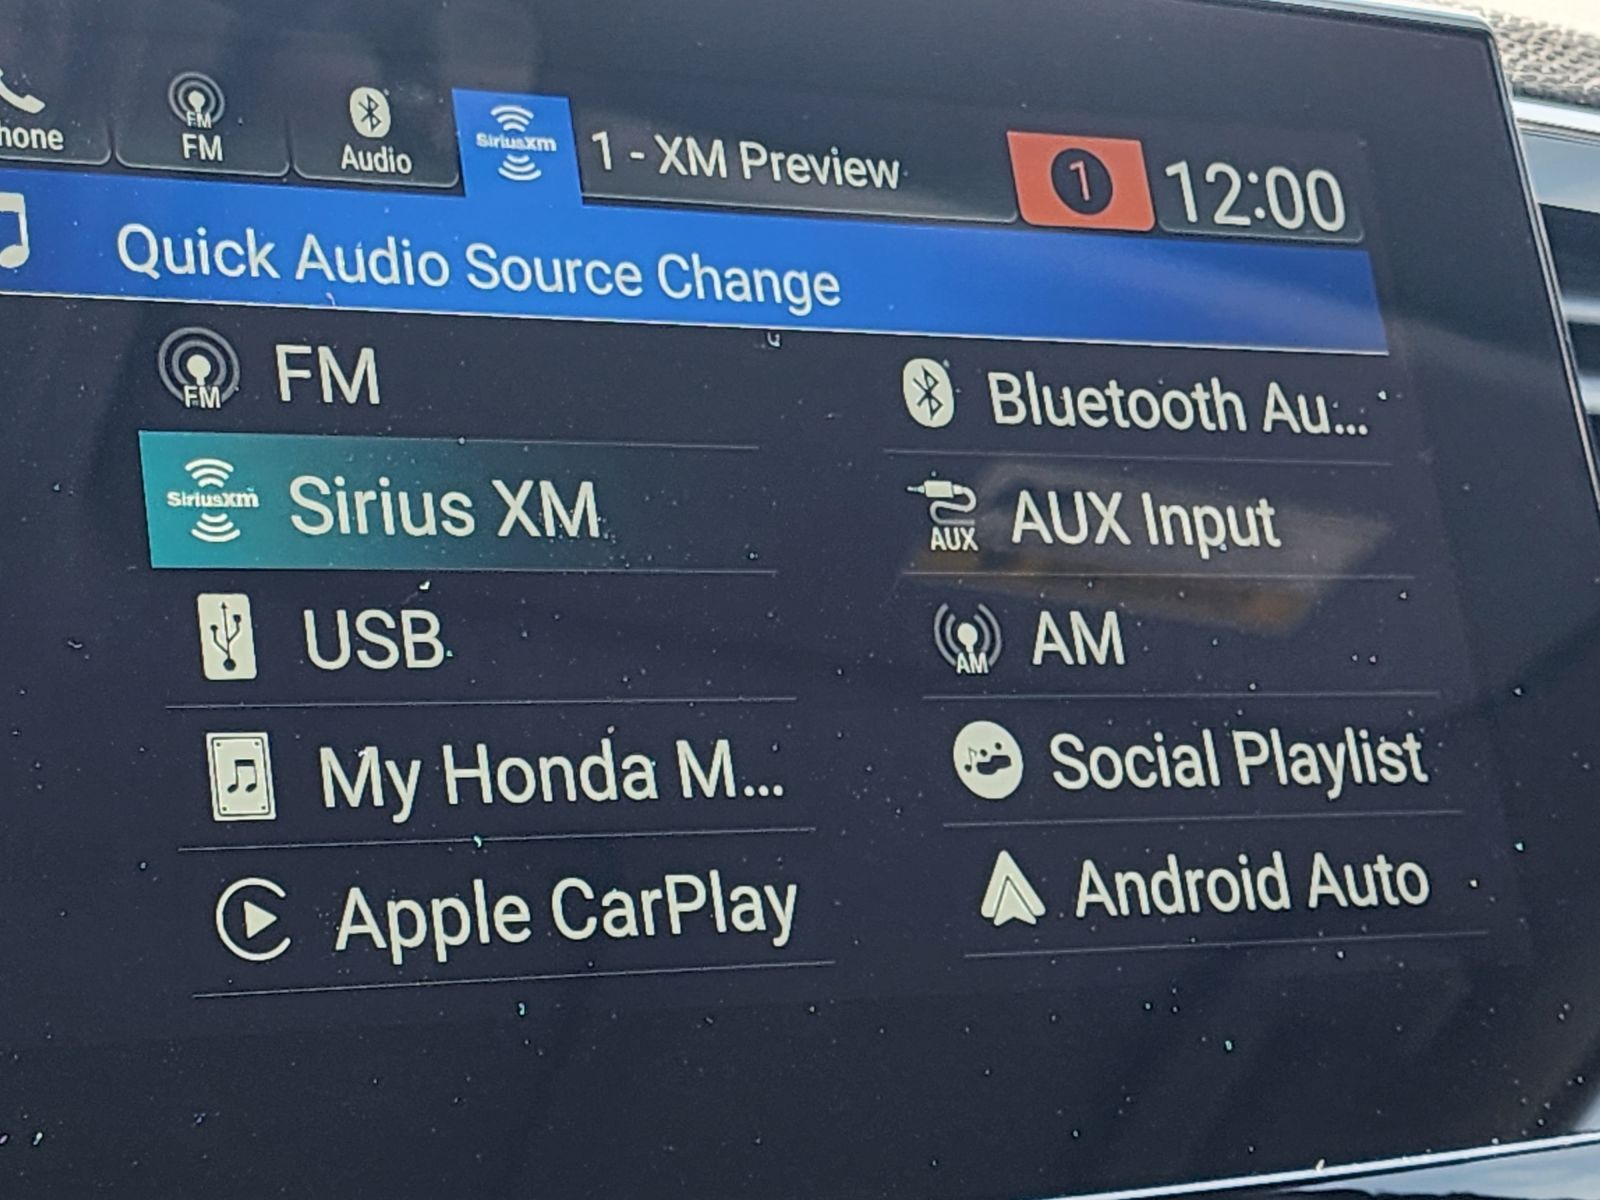 hone
FM
FM
Audio
SiriusXm
1 - XM Preview
1
12:00
Quick Audio Source Change
FM
FM
Bluetooth Au...
SiriusXm
Sirius XM
AUX
AUX Input
USB
AM
AM
My Honda M...
Social Playlist
Apple CarPlay
Android Auto